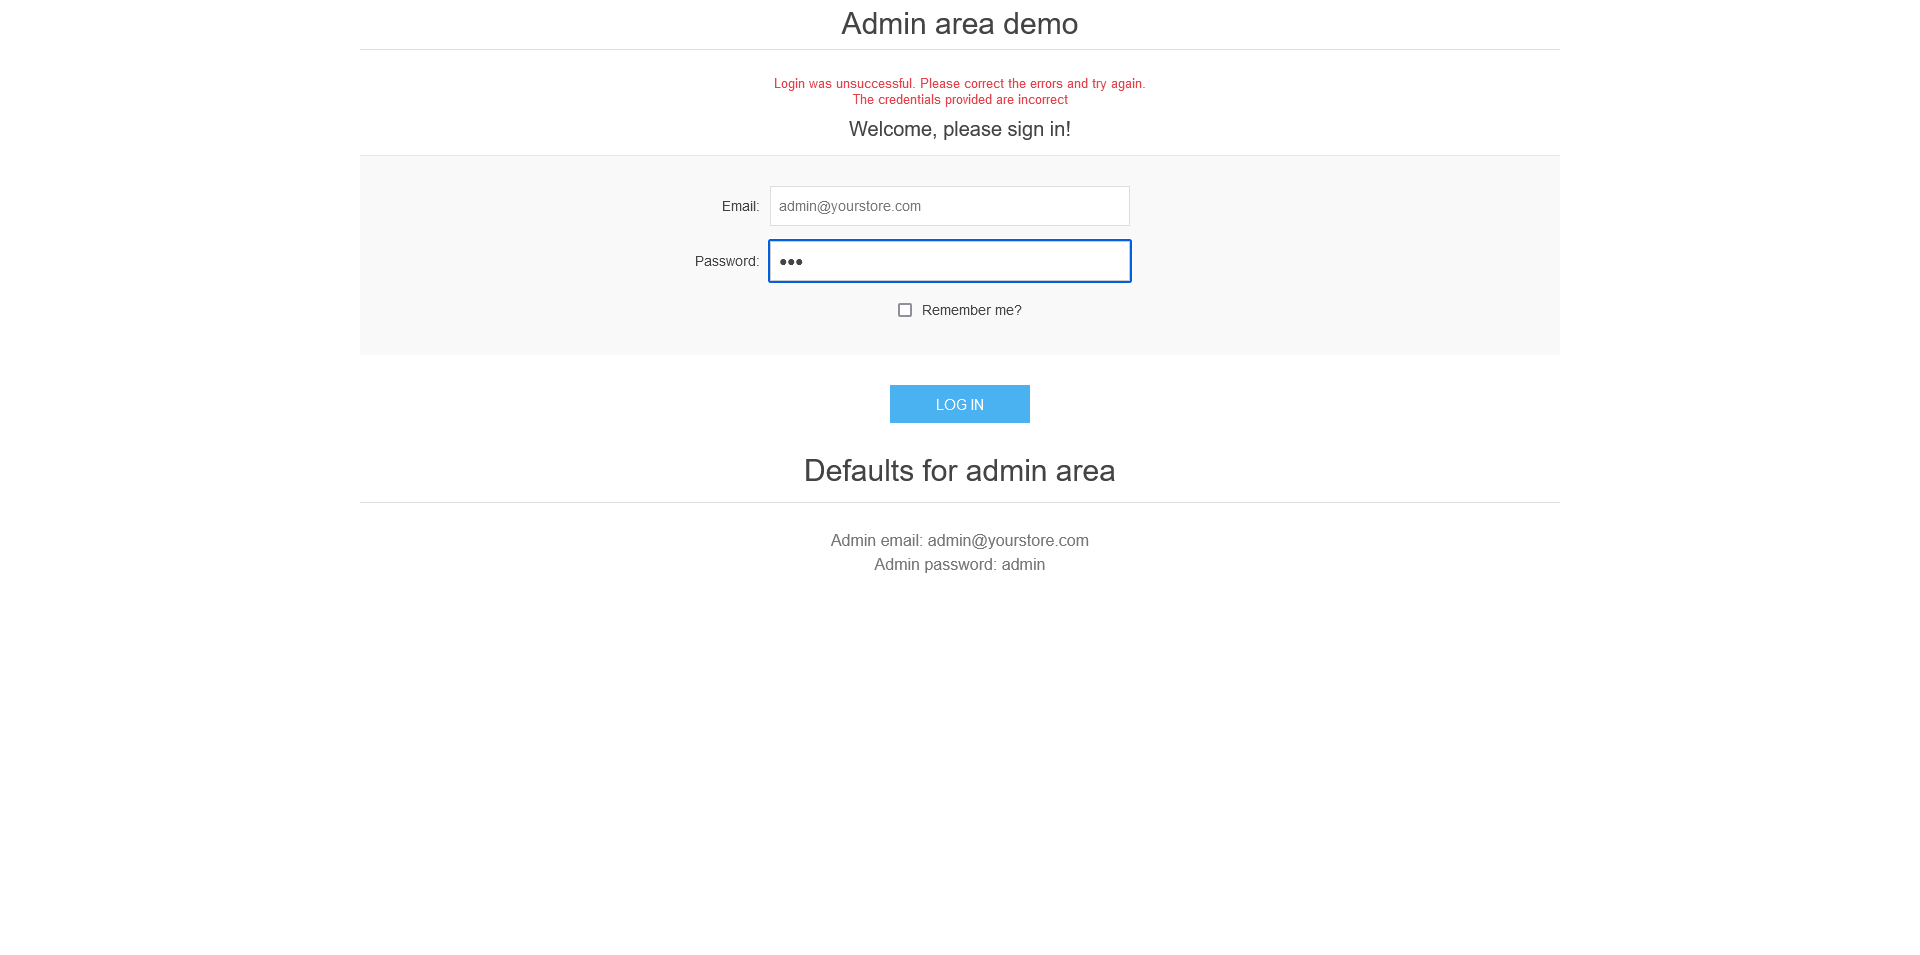 Admin area demo
Login was unsuccessful. Please correct the errors and try again.
The credentials provided are incorrect
Welcome, please sign in!
Email: admin@yourstore.com
Password: ●●●
Remember me?
LOG IN
Defaults for admin area
Admin email: admin@yourstore.com
Admin password: admin